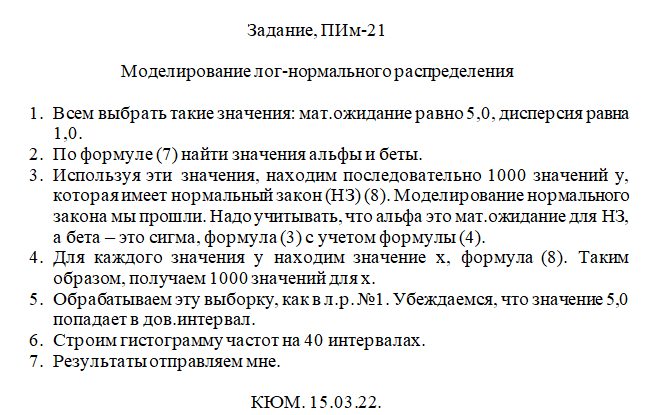 Задание, ПИм-21
Моделирование лог-нормального распределения
1. Всем выбрать такие значения: мат.ожидание равно 5,0, дисперсия равна
1,0.
2. По формуле (7) найти значения альфы и беты.
3. Используя эти значения, находим последовательно 1000 значений y,
которая имеет нормальный закон (НЗ) (8). Моделирование нормального
закона мы прошли. Надо учитывать, что альфа это мат.ожидание для НЗ,
а бета – это сигма, формула (3) с учетом формулы (4).
4. Для каждого значения y находим значение x, формула (8). Таким
образом, получаем 1000 значений для x.
5. Обрабатываем эту выборку, как в л.р. №1. Убеждаемся, что значение 5,0
попадает в дов.интервал.
6. Строим гистограмму частот на 40 интервалах.
7. Результаты отправляем мне.
КЮМ. 15.03.22.